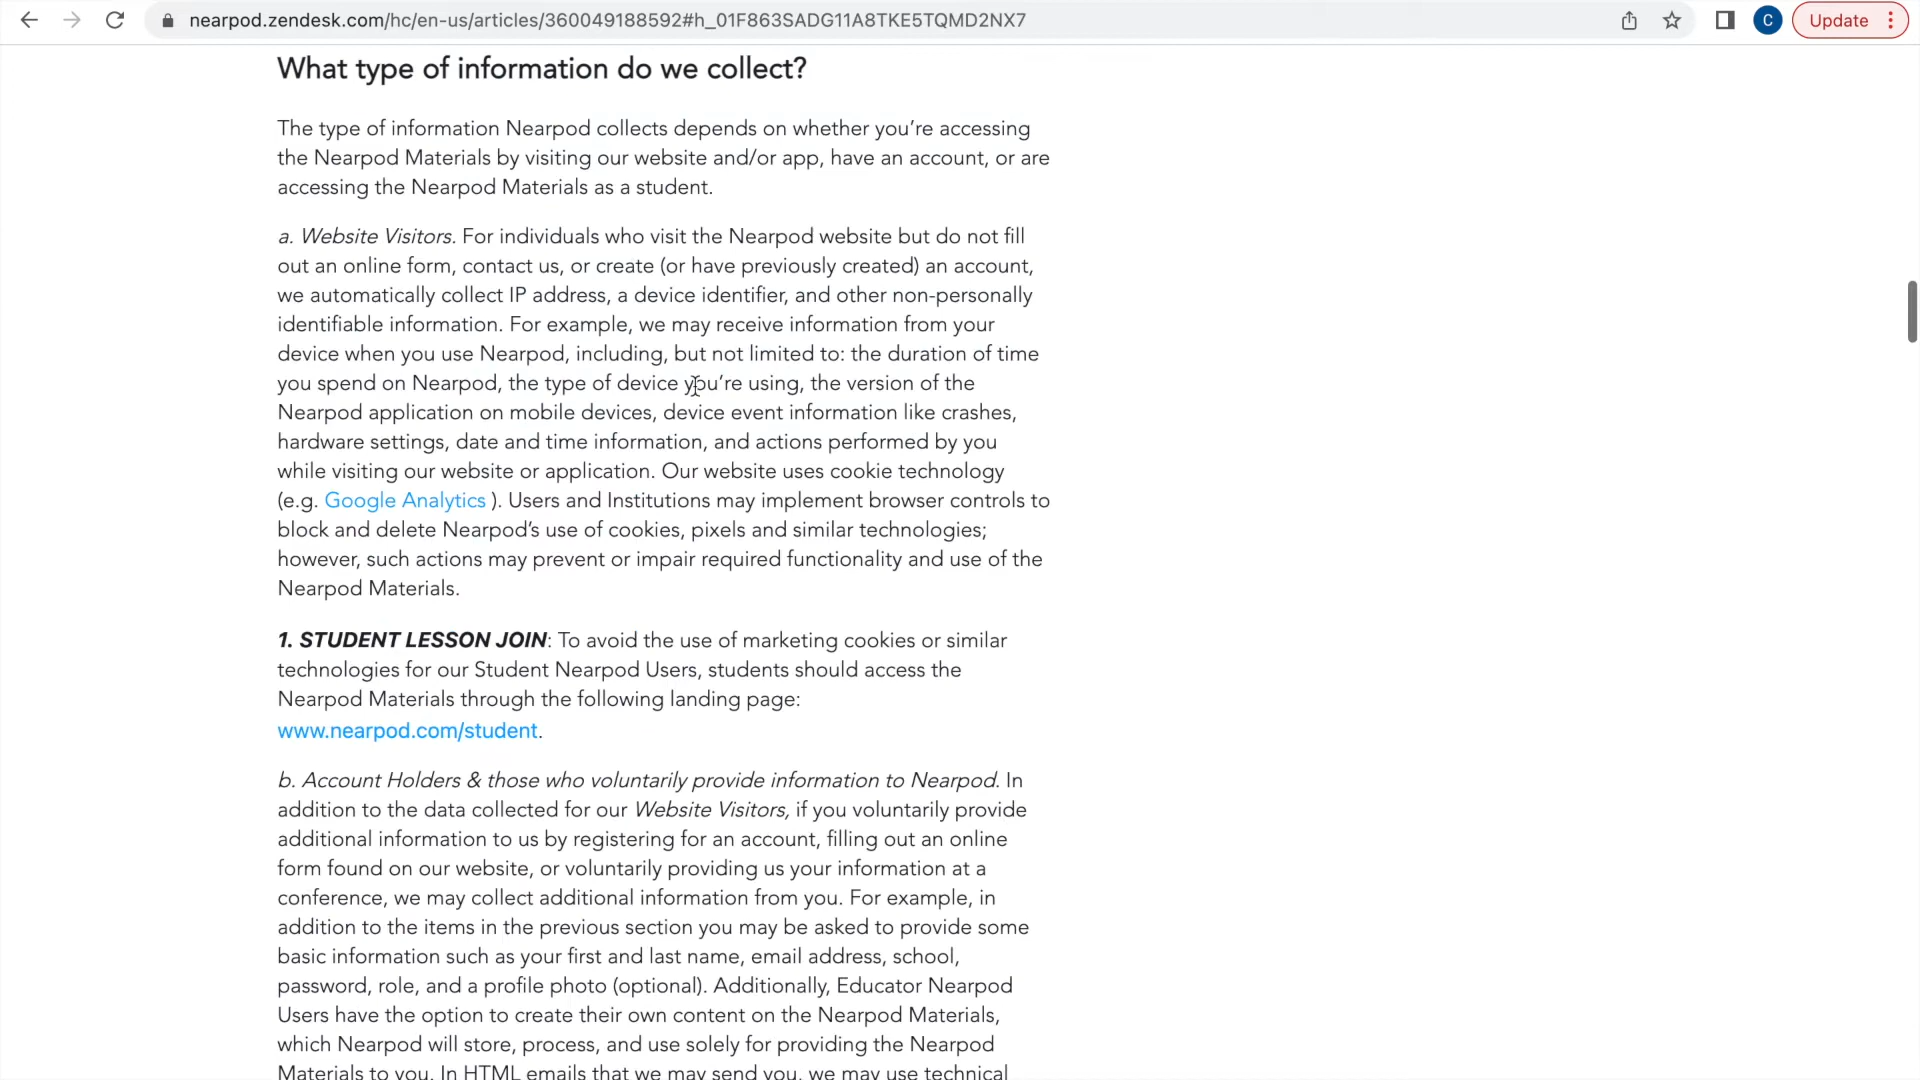 nearpod.zendesk.com/hc/en-us/articles/360049188592#h_01F863SADG11A8TKE5TQMD2NX7
C
Update
What type of information do we collect?
The type of information Nearpod collects depends on whether you’re accessing
the Nearpod Materials by visiting our website and/or app, have an account, or are
accessing the Nearpod Materials as a student.
a. Website Visitors. For individuals who visit the Nearpod website but do not fill
out an online form, contact us, or create (or have previously created) an account,
we automatically collect IP address, a device identifier, and other non-personally
identifiable information. For example, we may receive information from your
device when you use Nearpod, including, but not limited to: the duration of time
you spend on Nearpod, the type of device you’re using, the version of the
Nearpod application on mobile devices, device event information like crashes,
hardware settings, date and time information, and actions performed by you
while visiting our website or application. Our website uses cookie technology
(e.g. Google Analytics ). Users and Institutions may implement browser controls to
block and delete Nearpod’s use of cookies, pixels and similar technologies;
however, such actions may prevent or impair required functionality and use of the
Nearpod Materials.
1. STUDENT LESSON JOIN: To avoid the use of marketing cookies or similar
technologies for our Student Nearpod Users, students should access the
Nearpod Materials through the following landing page:
www.nearpod.com/student.
b. Account Holders & those who voluntarily provide information to Nearpod. In
addition to the data collected for our Website Visitors, if you voluntarily provide
additional information to us by registering for an account, filling out an online
form found on our website, or voluntarily providing us your information at a
conference, we may collect additional information from you. For example, in
addition to the items in the previous section you may be asked to provide some
basic information such as your first and last name, email address, school,
password, role, and a profile photo (optional). Additionally, Educator Nearpod
Users have the option to create their own content on the Nearpod Materials,
which Nearpod will store, process, and use solely for providing the Nearpod
Materials to you. In HTML emails that we may send you, we may use technical